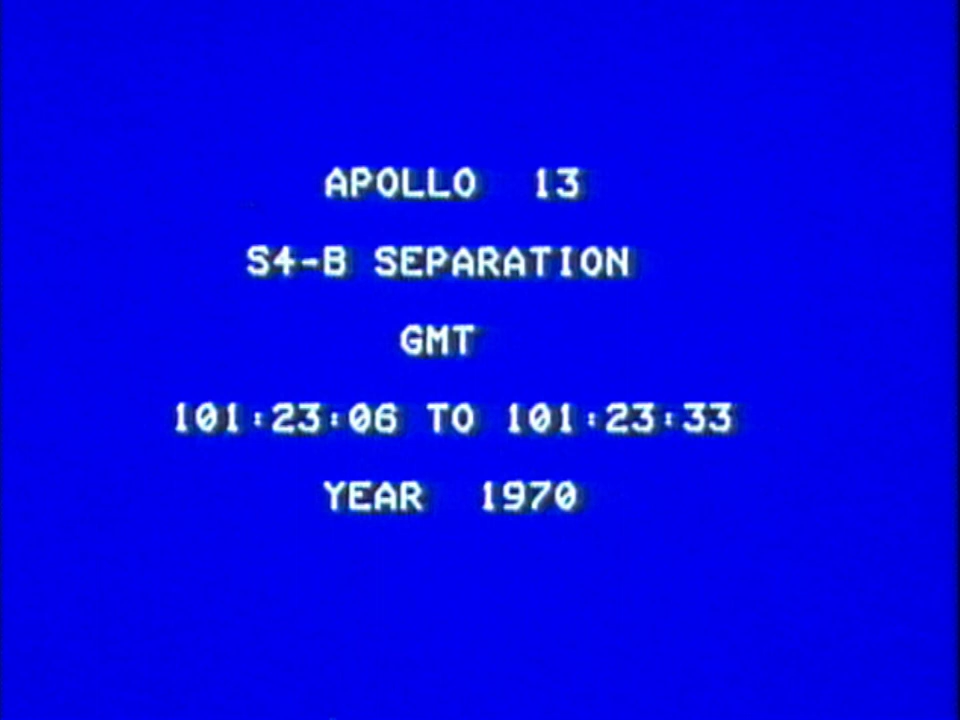 APOLLO 13
S4-B SEPARATION
GMT
101:23:06 TO 101:23:33
YEAR 1970